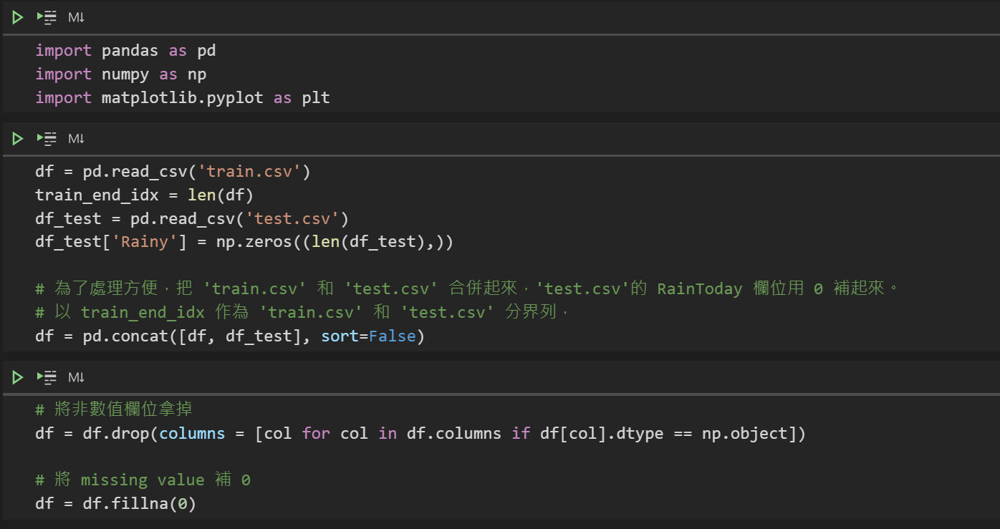 M↓
import pandas as pd
import numpy as np
import matplotlib.pyplot as plt
M↓
df = pd.read_csv('train.csv')
train_end_idx = len(df)
df_test = pd.read_csv('test.csv')
df_test['Rainy'] = np.zeros((len(df_test),))
# 為了處理方便，把 'train.csv' 和 'test.csv' 合併起來，'test.csv'的 RainToday 欄位用 0 補起來。
# 以 train_end_idx 作為 'train.csv' 和 'test.csv' 分界列，
df = pd.concat([df, df_test], sort=False)
M↓
# 將非數值欄位拿掉
df = df.drop(columns = [col for col in df.columns if df[col].dtype == np.object])
# 將 missing value 補 0
df = df.fillna(0)